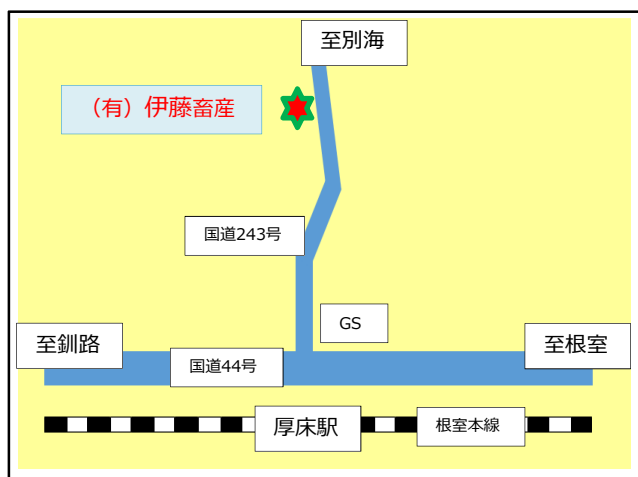 至別海
（有）伊藤畜産
国道243号
GS
至釧路
国道44号
至根室
厚床駅
根室本線